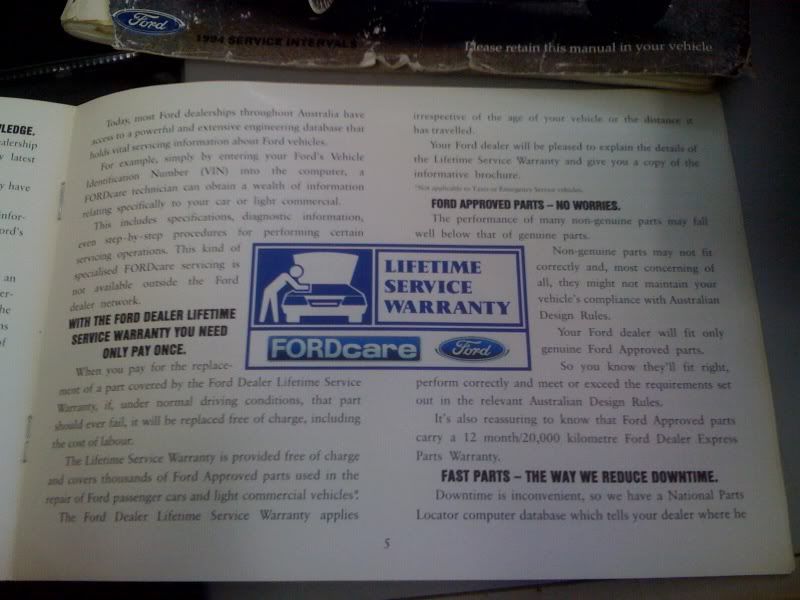 Ford
1994 SERVICE INTERVALS
Please retain this manual in your vehicle
WLEDGE.
alership
y latest
y have
infor-
ord's
an
er-
he
ns
of
Today, most Ford dealerships throughout Australia have
access to a powerful and extensive engineering database that
holds vital servicing information about Ford vehicles.
For example, simply by entering your Ford's Vehicle
Identification Number (VIN) into the computer, a
FORDcare technician can obtain a wealth of information
relating specifically to your car or light commercial.
This includes specifications, diagnostic information,
even step-by-step procedures for performing certain
servicing operations. This kind of
specialised FORDcare servicing is
not available outside the Ford
dealer network.
WITH THE FORD DEALER LIFETIME
SERVICE WARRANTY YOU NEED
ONLY PAY ONCE.
When you pay for the replace-
ment of a part covered by the Ford Dealer Lifetime Service
Warranty, if, under normal driving conditions, that part
should ever fail, it will be replaced free of charge, including
the cost of labour.
The Lifetime Service Warranty is provided free of charge
and covers thousands of Ford Approved parts used in the
repair of Ford passenger cars and light commercial vehicles*.
The Ford Dealer Lifetime Service Warranty applies
LIFETIME
SERVICE
WARRANTY
FORDcare
Ford
irrespective of the age of your vehicle or the distance it
has travelled.
Your Ford dealer will be pleased to explain the details of
the Lifetime Service Warranty and give you a copy of the
informative brochure.
*Not applicable to Taxis or Emergency Service vehicles.
FORD APPROVED PARTS – NO WORRIES.
The performance of many non-genuine parts may fall
well below that of genuine parts.
Non-genuine parts may not fit
correctly and, most concerning of
all, they might not maintain your
vehicle's compliance with Australian
Design Rules.
Your Ford dealer will fit only
genuine Ford Approved parts.
So you know they'll fit right,
perform correctly and meet or exceed the requirements set
out in the relevant Australian Design Rules.
It's also reassuring to know that Ford Approved parts
carry a 12 month/20,000 kilometre Ford Dealer Express
Parts Warranty.
FAST PARTS – THE WAY WE REDUCE DOWNTIME.
Downtime is inconvenient, so we have a National Parts
Locator computer database which tells your dealer where he
5